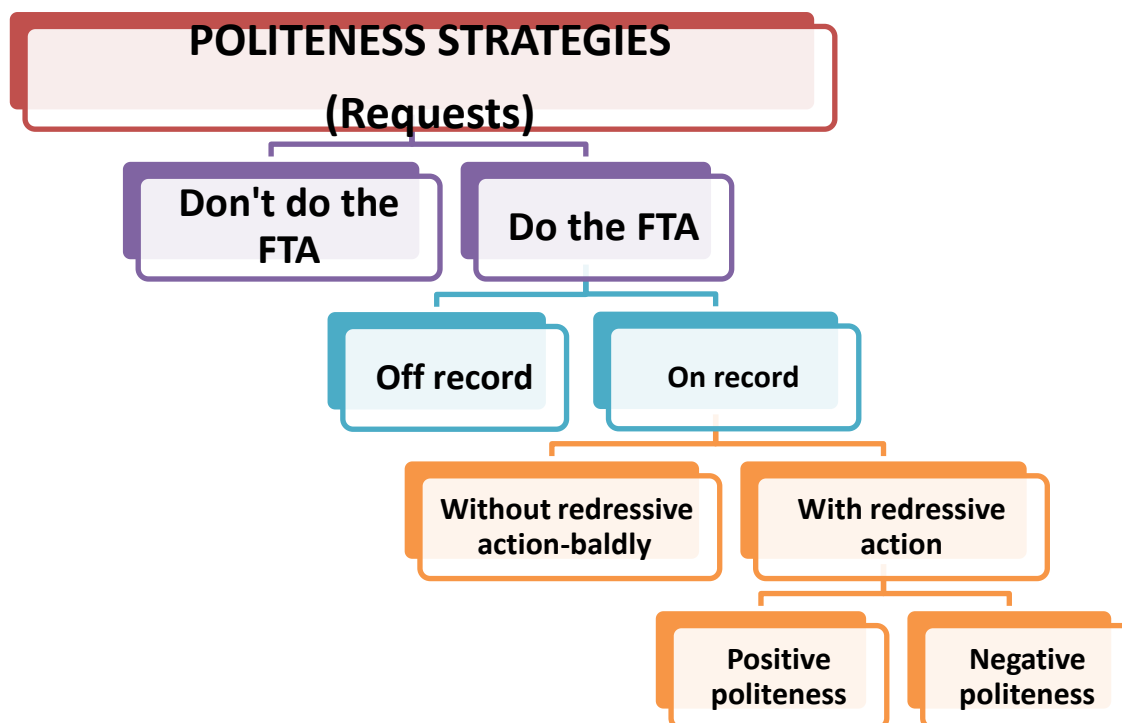 POLITENESS STRATEGIES
(Requests)
Don't do the
FTA
Do the FTA
Off record
On record
Without redressive
action-baldly
With redressive
action
Positive
politeness
Negative
politeness